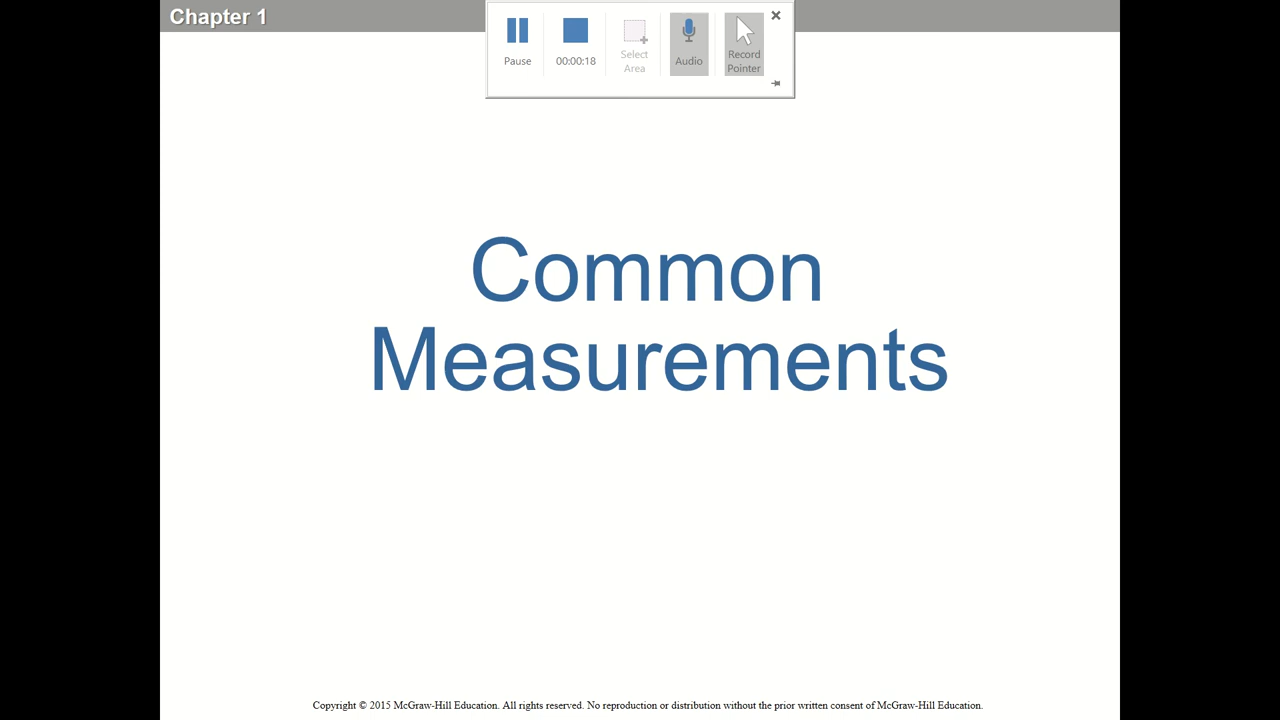 Chapter 1
Pause
00:00:18
Select
Area
Audio
Record
Pointer
Common
Measurements
Copyright © 2015 McGraw-Hill Education. All rights reserved. No reproduction or distribution without the prior written consent of McGraw-Hill Education.